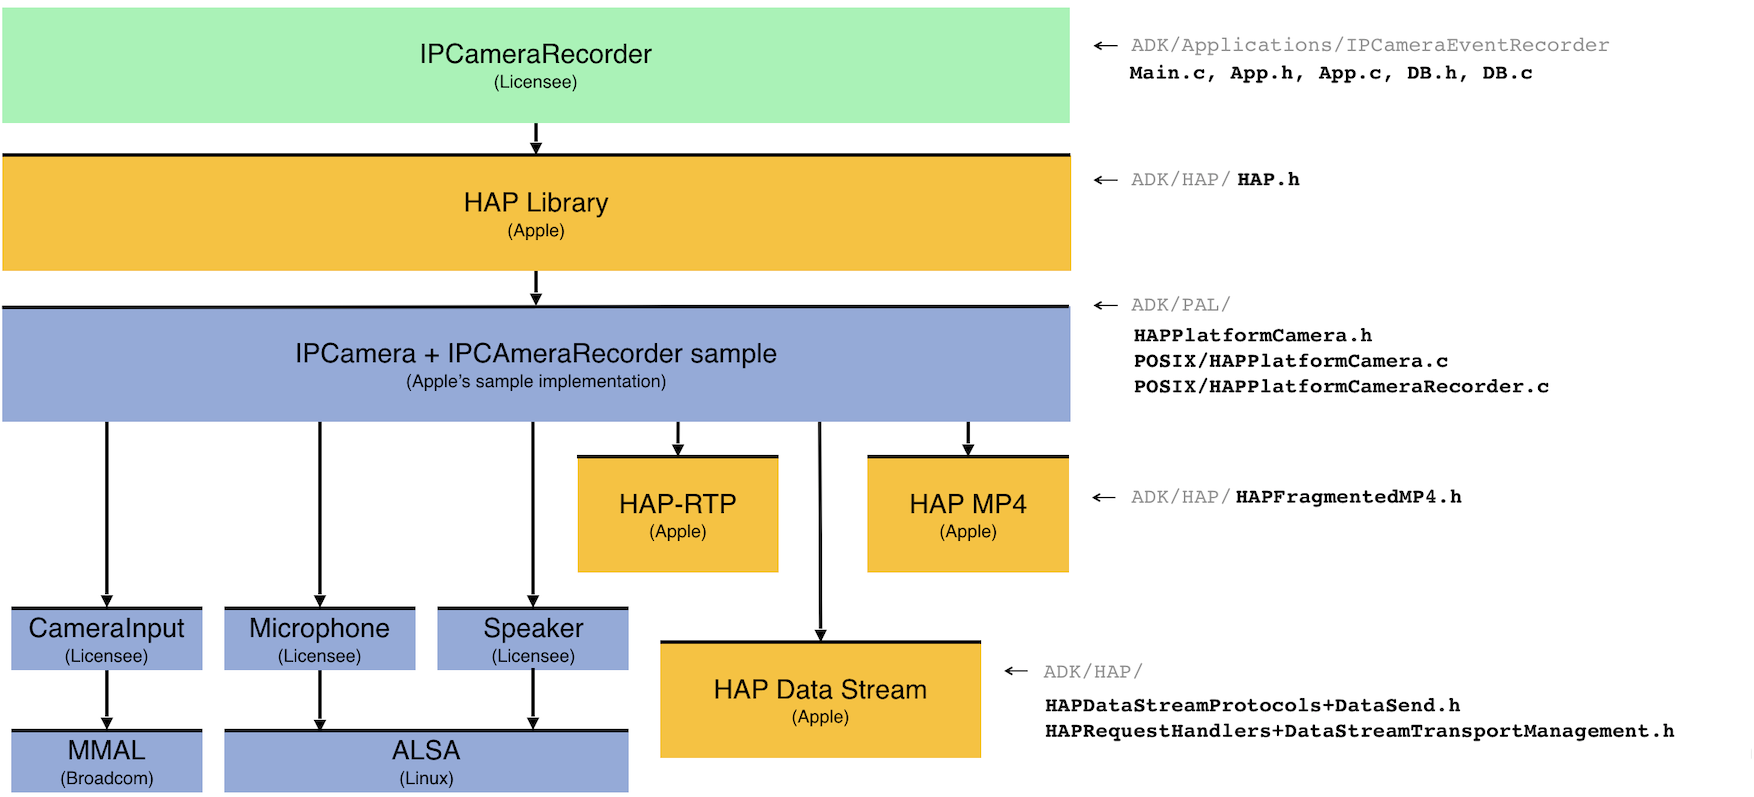 IPCameraRecorder
(Licensee)
← ADK/Applications/IPCameraEventRecorder
Main.c, App.h, App.c, DB.h, DB.c
HAP Library
(Apple)
← ADK/HAP/ HAP.h
IPCamera + IPCAmeraRecorder sample
(Apple's sample implementation)
← ADK/PAL/
HAPPlatformCamera.h
POSIX/HAPPlatformCamera.c
POSIX/HAPPlatformCameraRecorder.c
HAP-RTP
(Apple)
HAP MP4
(Apple)
← ADK/HAP/ HAPFragmentedMP4.h
CameraInput
(Licensee)
Microphone
(Licensee)
Speaker
(Licensee)
HAP Data Stream
(Apple)
← ADK/HAP/
HAPDataStreamProtocols+DataSend.h
HAPRequestHandlers+DataStreamTransportManagement.h
MMAL
(Broadcom)
ALSA
(Linux)